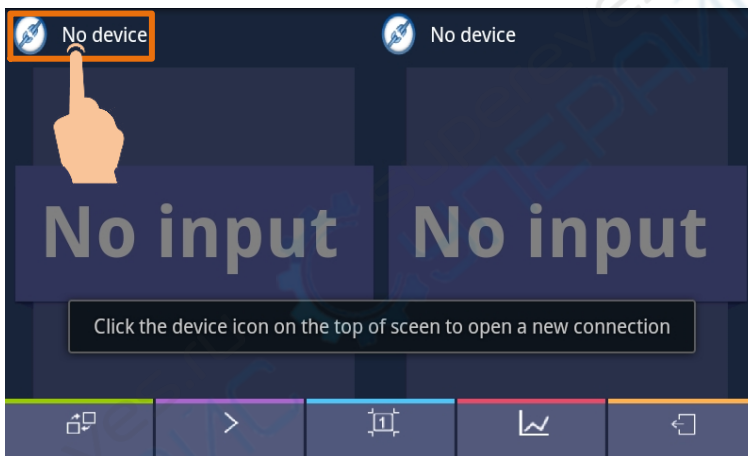 No device
No device
No input
No input
Click the device icon on the top of sceen to open a new connection
1